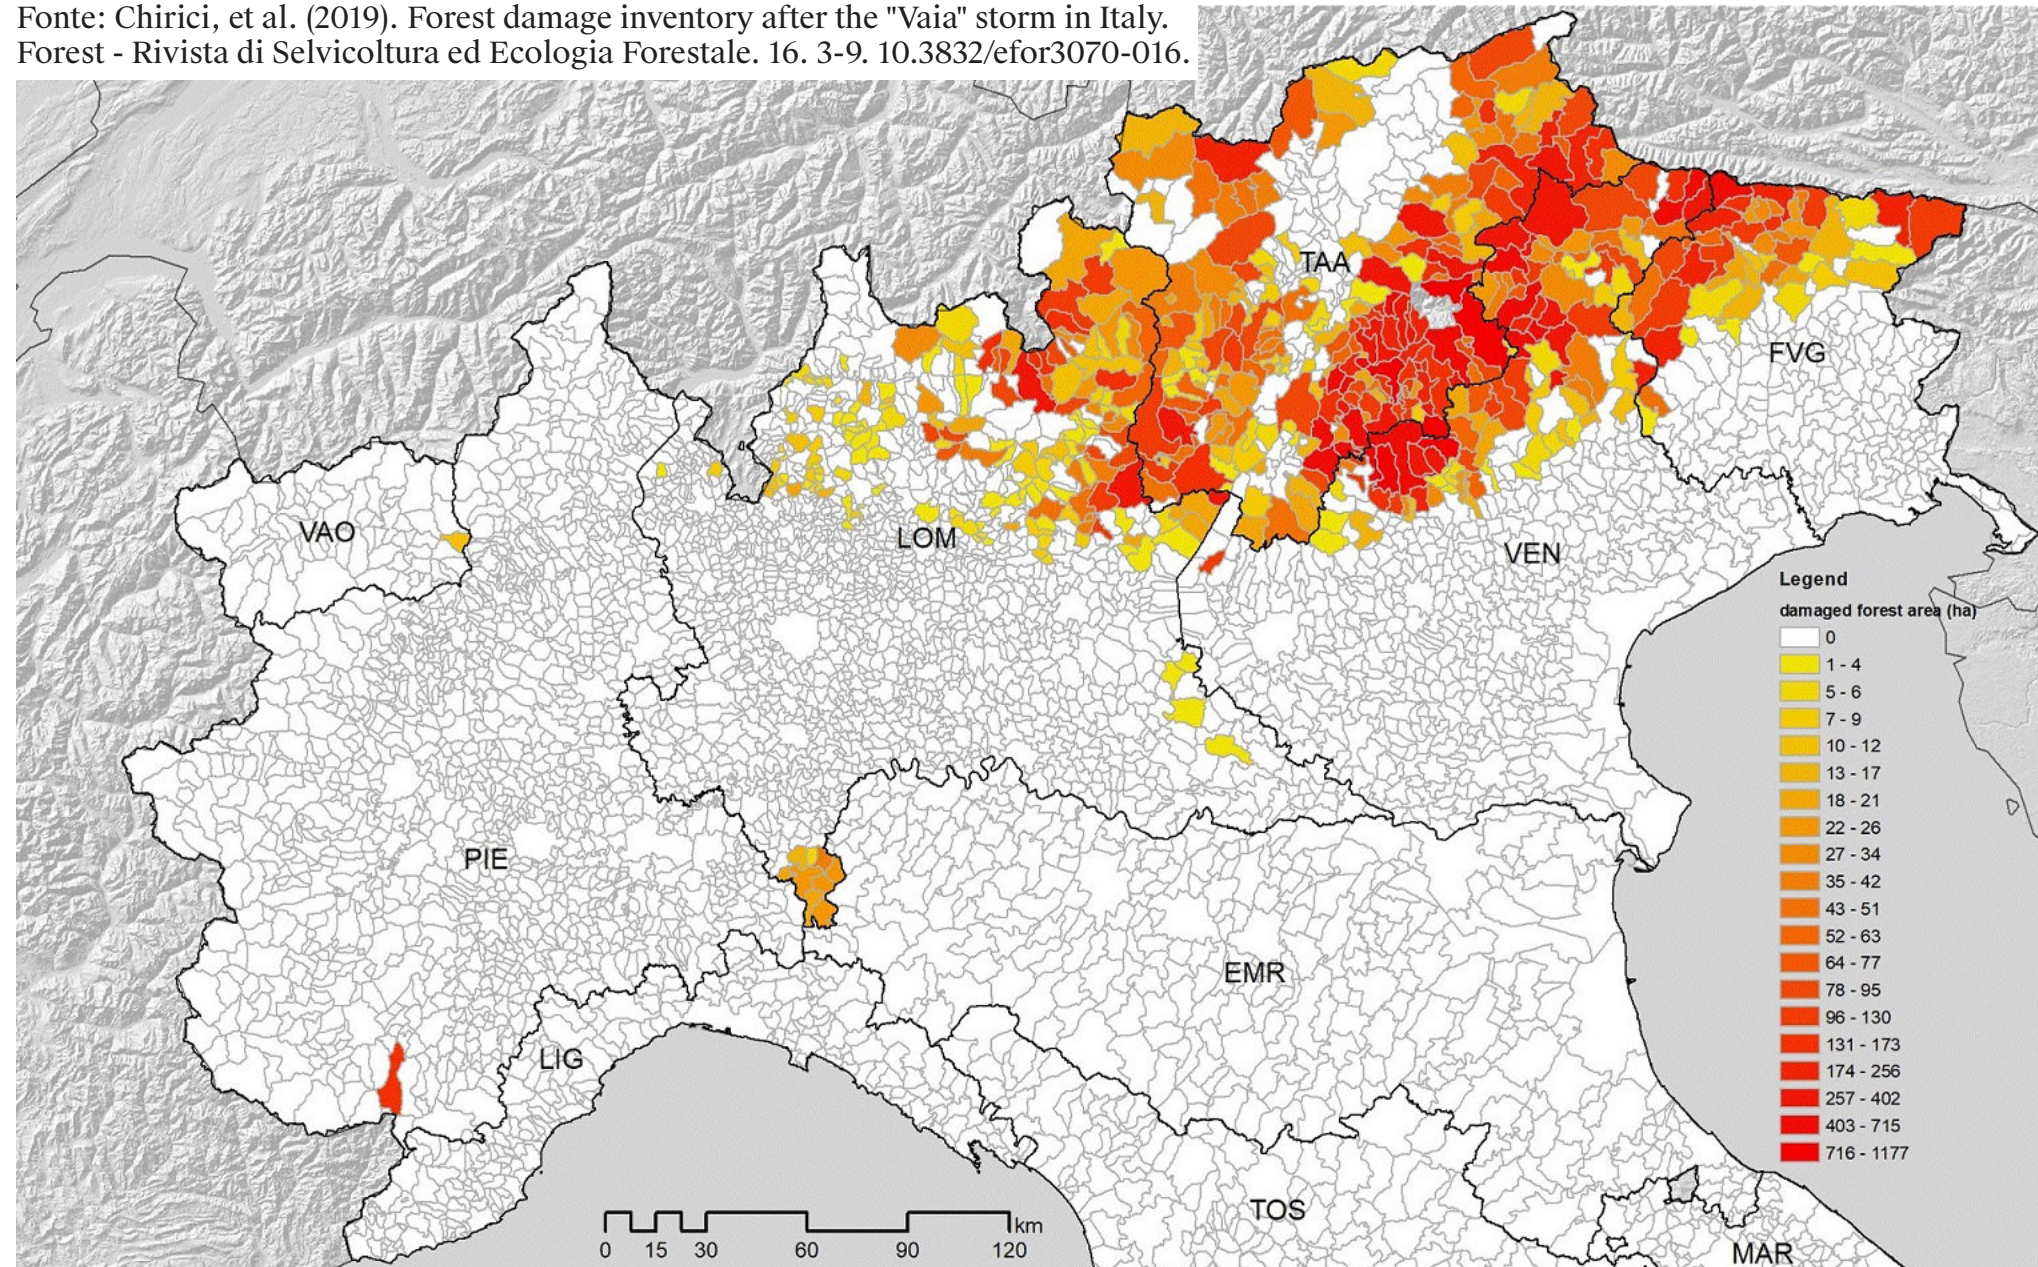 Fonte: Chirici, et al. (2019). Forest damage inventory after the "Vaia" storm in Italy.
Forest - Rivista di Selvicoltura ed Ecologia Forestale. 16. 3-9. 10.3832/efor3070-016.
TAA
FVG
VAO
LOM
VEN
PIE
EMR
LIG
TOS
MAR
Legend
damaged forest area (ha)
0
1 - 4
5 - 6
7 - 9
10 - 12
13 - 17
18 - 21
22 - 26
27 - 34
35 - 42
43 - 51
52 - 63
64 - 77
78 - 95
96 - 130
131 - 173
174 - 256
257 - 402
403 - 715
716 - 1177
km
0 15 30 60 90 120